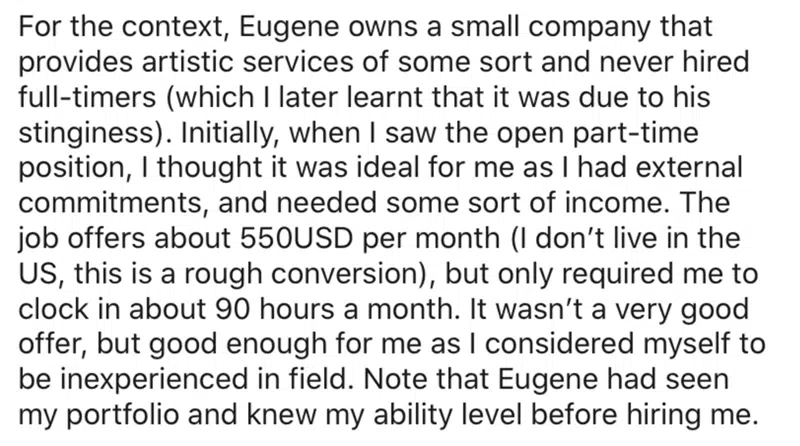 For the context, Eugene owns a small company that
provides artistic services of some sort and never hired
full-timers (which I later learnt that it was due to his
stinginess). Initially, when I saw the open part-time
position, I thought it was ideal for me as I had external
commitments, and needed some sort of income. The
job offers about 550USD per month (I don’t live in the
US, this is a rough conversion), but only required me to
clock in about 90 hours a month. It wasn’t a very good
offer, but good enough for me as I considered myself to
be inexperienced in field. Note that Eugene had seen
my portfolio and knew my ability level before hiring me.